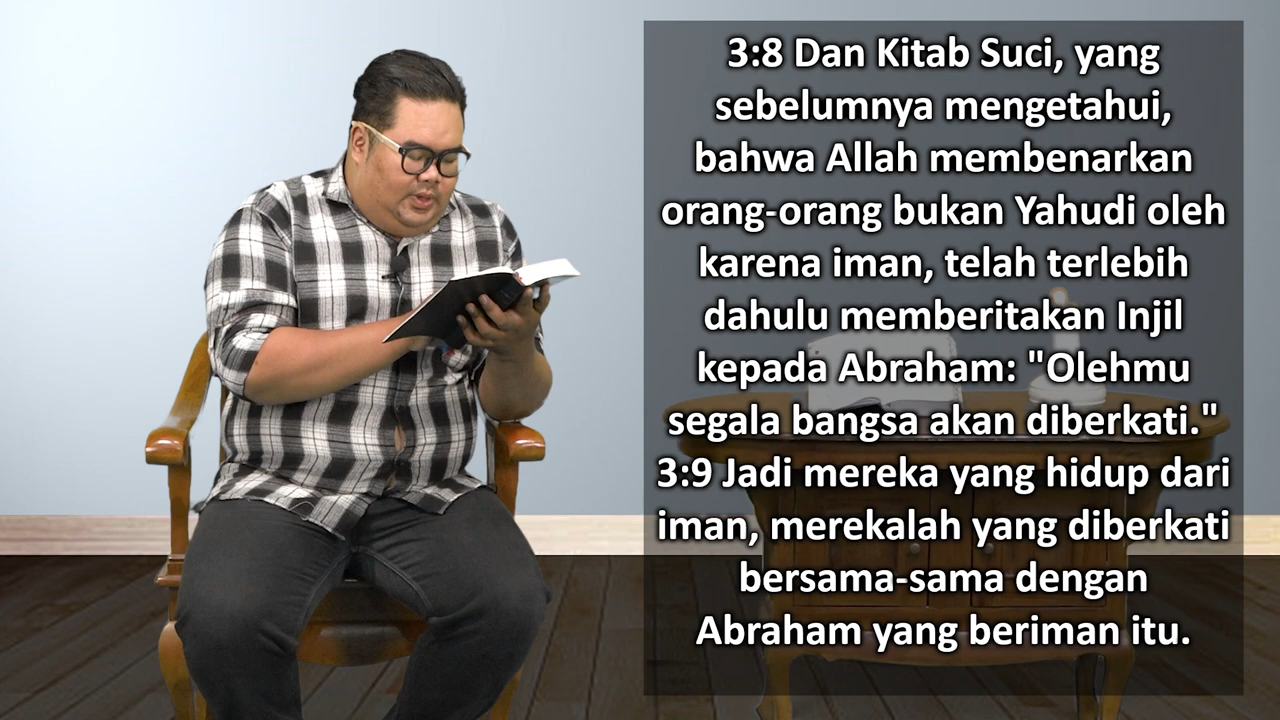 3:8 Dan Kitab Suci, yang
sebelumnya mengetahui,
bahwa Allah membenarkan
orang-orang bukan Yahudi oleh
karena iman, telah terlebih
dahulu memberitakan Injil
kepada Abraham: "Olehmu
segala bangsa akan diberkati."
3:9 Jadi mereka yang hidup dari
iman, merekalah yang diberkati
bersama-sama dengan
Abraham yang beriman itu.